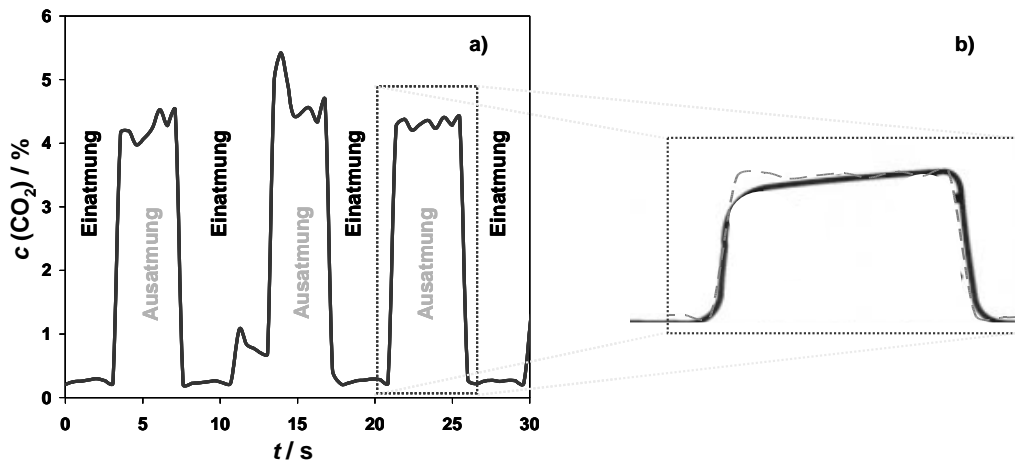 a)
b)
c (CO₂) / %
6
5
4
3
2
1
0
Einatmung
Ausatmung
Einatmung
Ausatmung
Einatmung
Ausatmung
Einatmung
0 5 10 15 20 25 30
t / s